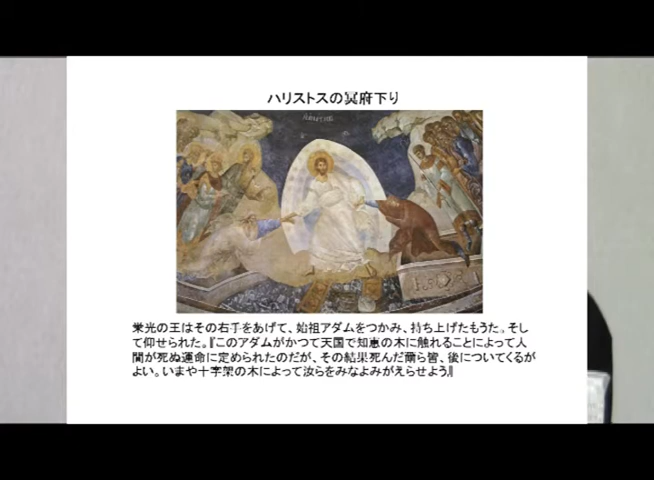 ハリストスの冥府下り
栄光の王はその右手をあげて、始祖アダムをつかみ、持ち上げたもうた。そし
て仰せられた。『このアダムがかつて天国で知恵の木に触れることによって人
間が死ぬ運命に定められたのだが、その結果死んだ爾ら皆、後についてくるが
よい。いまや十字架の木によって汝らをみなよみがえらせよう』